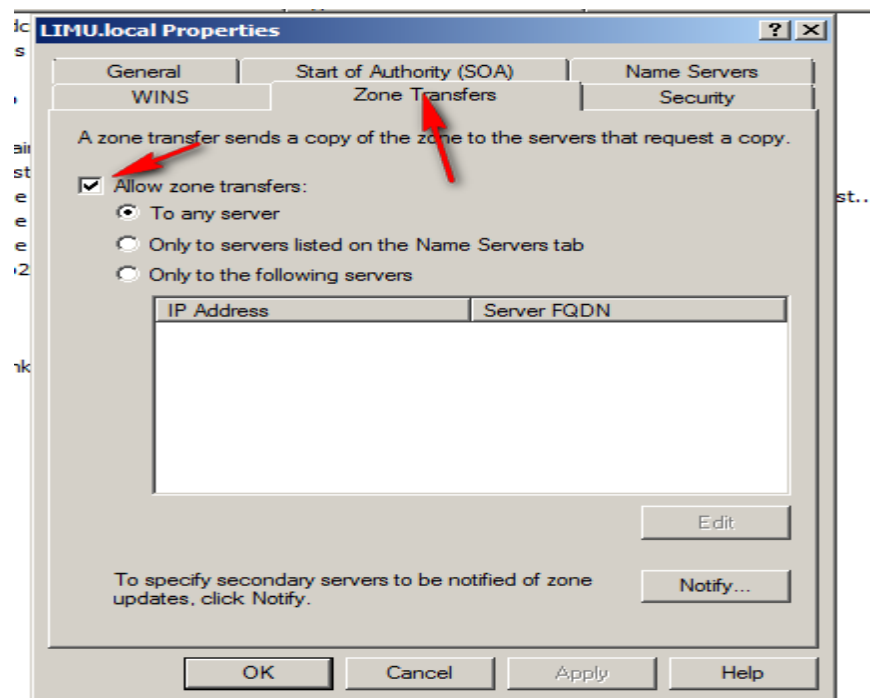 LIMU.local Properties
General
Start of Authority (SOA)
Name Servers
WINS
Zone Transfers
Security
A zone transfer sends a copy of the zone to the servers that request a copy.
Allow zone transfers:
To any server
Only to servers listed on the Name Servers tab
Only to the following servers
IP Address
Server FQDN
Edit
To specify secondary servers to be notified of zone
updates, click Notify.
Notify...
OK
Cancel
Apply
Help